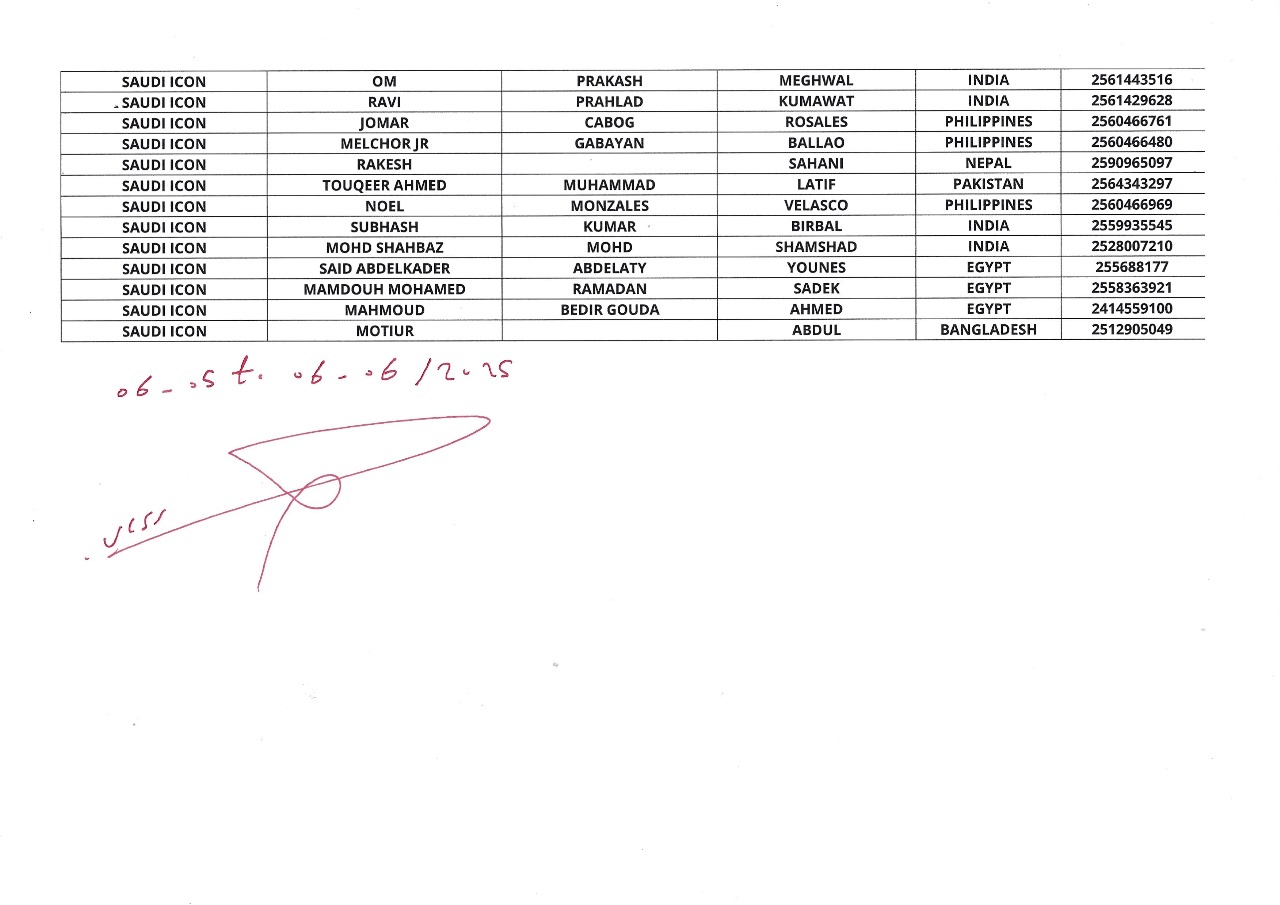 SAUDI ICON OM PRAKASH MEGHWAL INDIA 2561443516
SAUDI ICON RAVI PRAHLAD KUMAWAT INDIA 2561429628
SAUDI ICON JOMAR CABOG ROSALES PHILIPPINES 2560466761
SAUDI ICON MELCHOR JR GABAYAN BALLAO PHILIPPINES 2560466480
SAUDI ICON RAKESH SAHANI NEPAL 2590965097
SAUDI ICON TOUQEER AHMED MUHAMMAD LATIF PAKISTAN 2564343297
SAUDI ICON NOEL MONZALES VELASCO PHILIPPINES 2560466969
SAUDI ICON SUBHASH KUMAR BIRBAL INDIA 2559935545
SAUDI ICON MOHD SHAHBAZ MOHD SHAMSHAD INDIA 2528007210
SAUDI ICON SAID ABDELKADER ABDELATY YOUNES EGYPT 255688177
SAUDI ICON MAMDOUH MOHAMED RAMADAN SADEK EGYPT 2558363921
SAUDI ICON MAHMOUD BEDIR GOUDA AHMED EGYPT 2414559100
SAUDI ICON MOTIUR ABDUL BANGLADESH 2512905049
06-05 to 06-06/2025